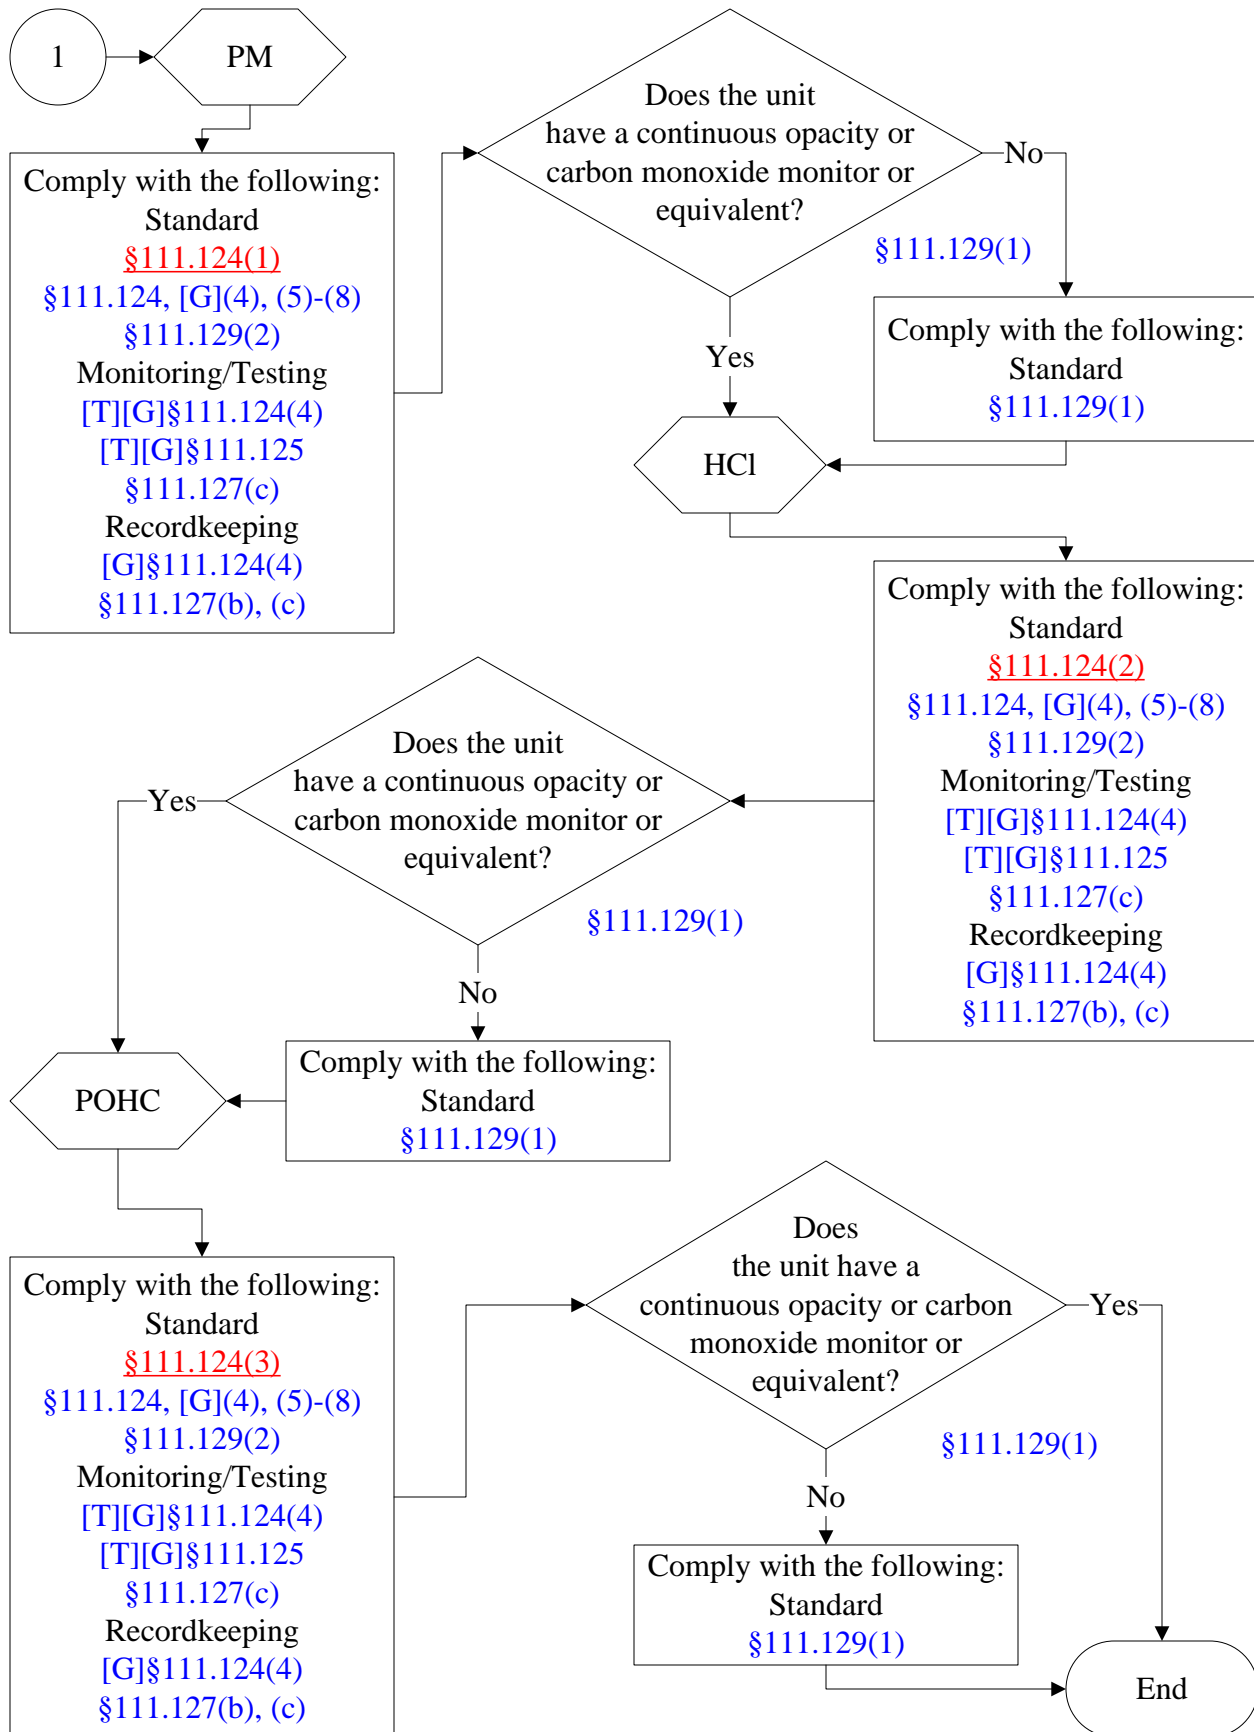 1
PM
Comply with the following:
Standard
§111.124(1)
§111.124, [G](4), (5)-(8)
§111.129(2)
Monitoring/Testing
[T][G]§111.124(4)
[T][G]§111.125
§111.127(c)
Recordkeeping
[G]§111.124(4)
§111.127(b), (c)
Does the unit
have a continuous opacity or
carbon monoxide monitor or
equivalent?
No
§111.129(1)
Yes
Comply with the following:
Standard
§111.129(1)
HCl
Comply with the following:
Standard
§111.124(2)
§111.124, [G](4), (5)-(8)
§111.129(2)
Monitoring/Testing
[T][G]§111.124(4)
[T][G]§111.125
§111.127(c)
Recordkeeping
[G]§111.124(4)
§111.127(b), (c)
Does the unit
have a continuous opacity or
carbon monoxide monitor or
equivalent?
Yes
§111.129(1)
No
Comply with the following:
Standard
§111.129(1)
POHC
Comply with the following:
Standard
§111.124(3)
§111.124, [G](4), (5)-(8)
§111.129(2)
Monitoring/Testing
[T][G]§111.124(4)
[T][G]§111.125
§111.127(c)
Recordkeeping
[G]§111.124(4)
§111.127(b), (c)
Does
the unit have a
continuous opacity or carbon
monoxide monitor or
equivalent?
Yes
§111.129(1)
No
Comply with the following:
Standard
§111.129(1)
End